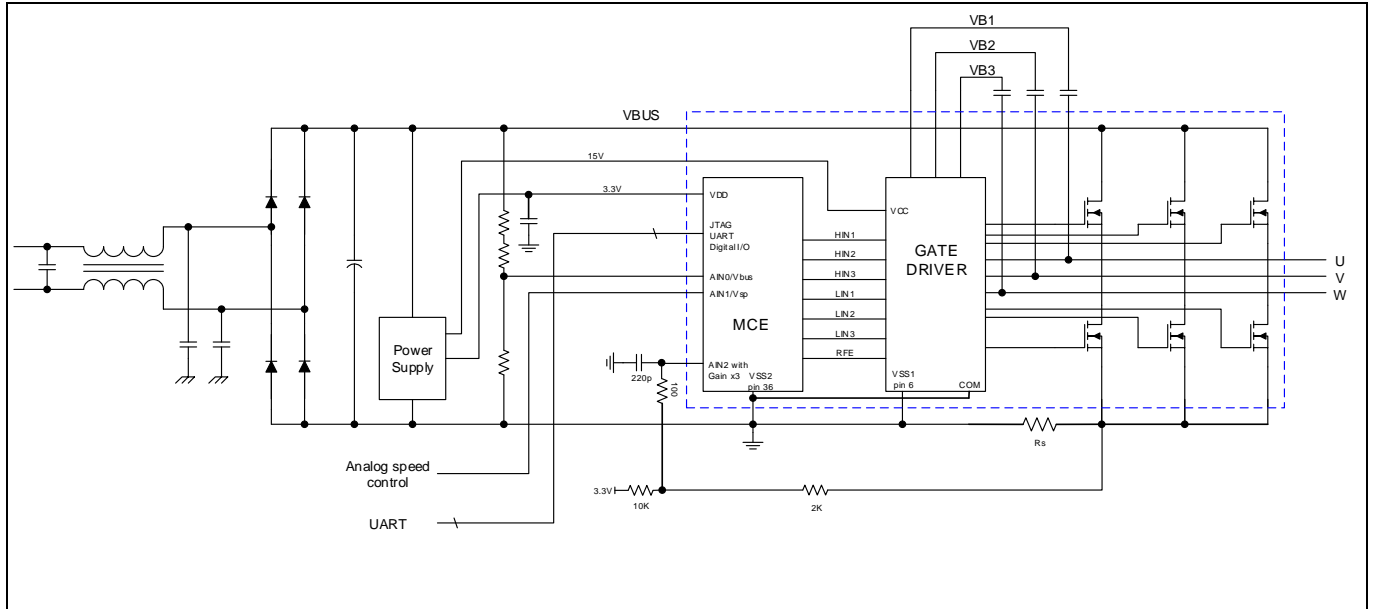 VB1
VB2
VB3
VBUS
15V
3.3V
VDD
VCC
JTAG
UART
Digital I/O
HIN1
HIN2
HIN3
LIN1
LIN2
LIN3
RFE
GATE
DRIVER
AIN0/Vbus
AIN1/Vsp
MCE
U
V
W
Power
Supply
AIN2 with
Gain x3
VSS2
pin 36
VSS1
pin 6
COM
220p
100
Rs
Analog speed
control
3.3V
10K
2K
UART